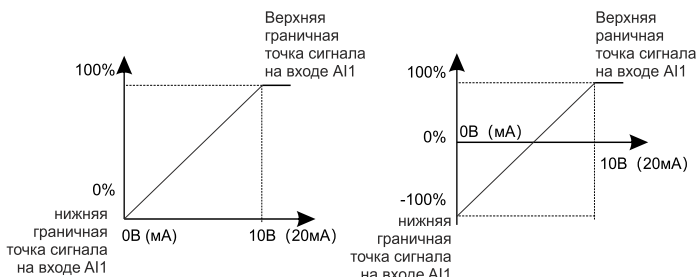 Верхняя
граничная
точка сигнала
на входе AI1
100%
0%
нижняя
граничная
точка сигнала
на входе AI1
0В (мА)
10В (20мА)
Верхняя
раничная
точка сигнала
на входе AI1
100%
0%
0В (мА)
10В (20мА)
-100%
нижняя
граничная
точка сигнала
на входе AI1